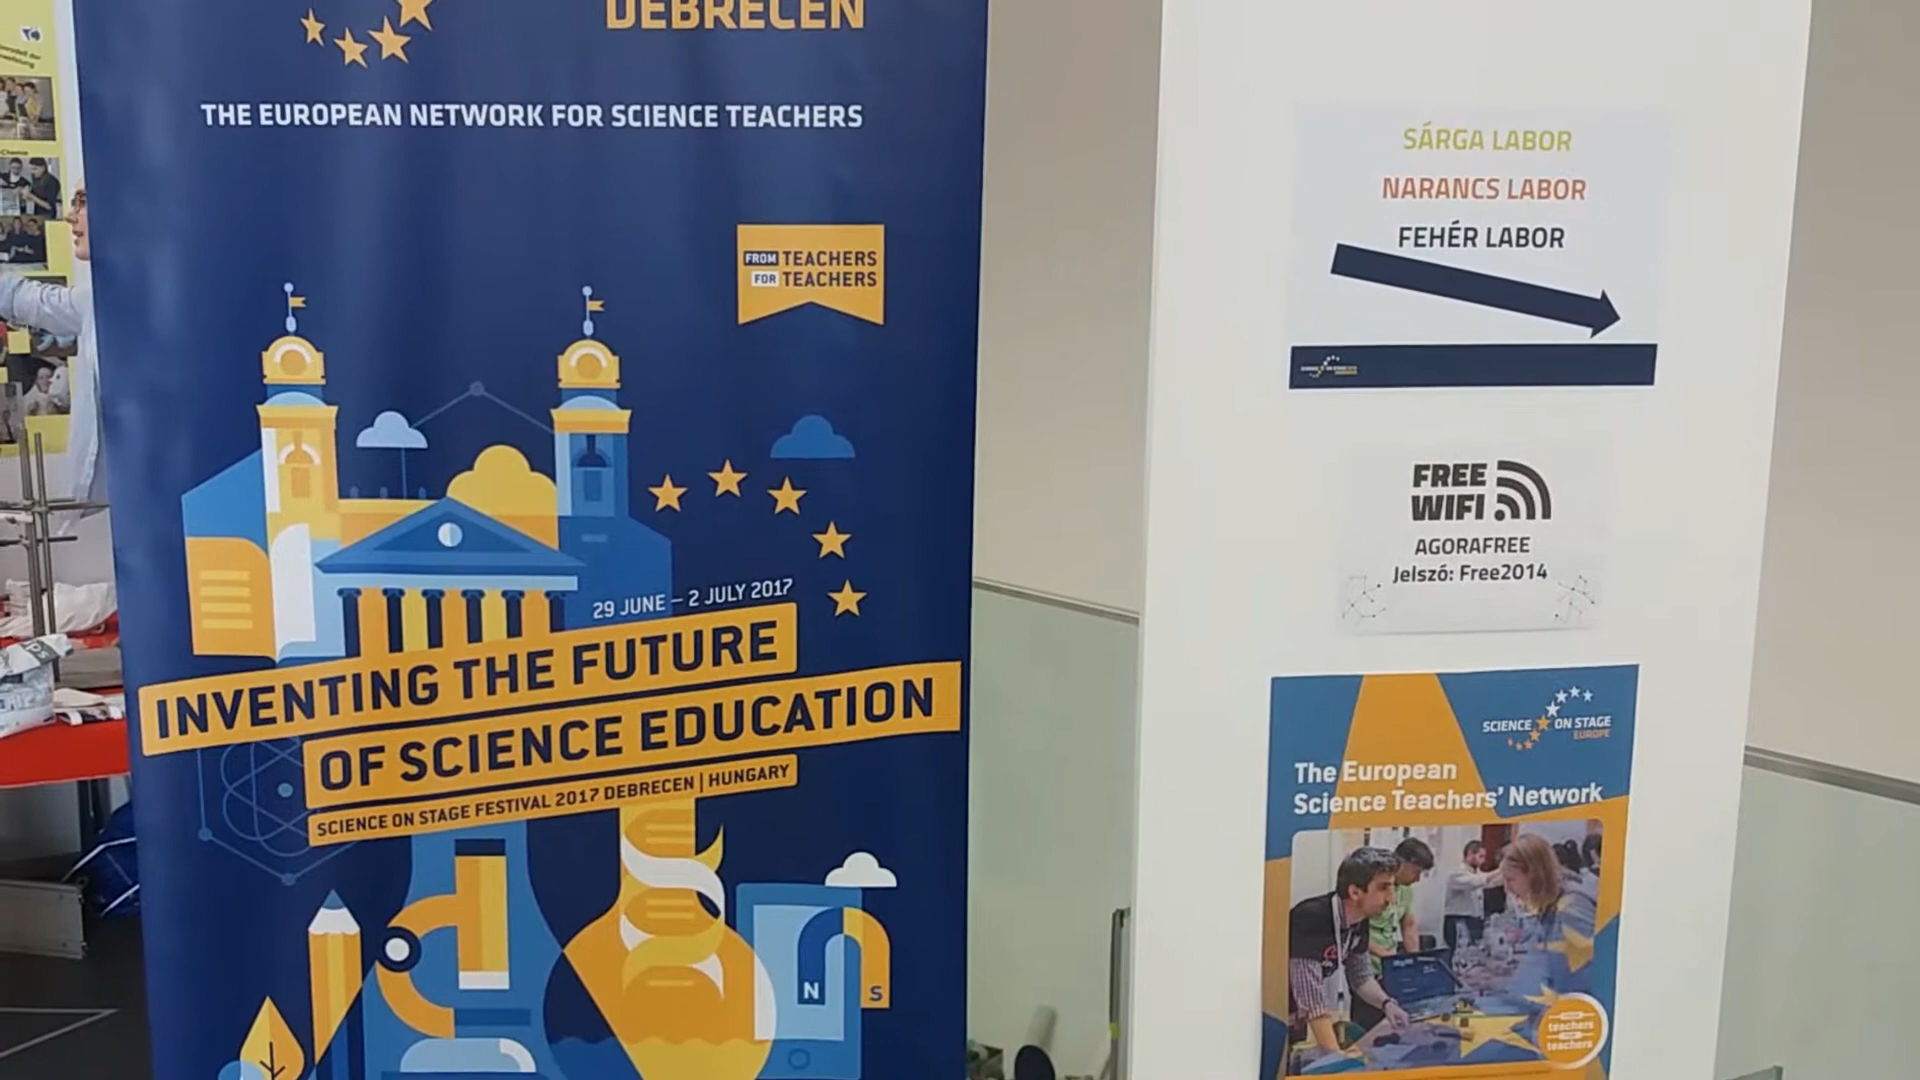 DEBRECEN
THE EUROPEAN NETWORK FOR SCIENCE TEACHERS
FROM TEACHERS
FOR TEACHERS
29 JUNE – 2 JULY 2017
INVENTING THE FUTURE
OF SCIENCE EDUCATION
SCIENCE ON STAGE FESTIVAL 2017 DEBRECEN | HUNGARY
N S
SÁRGA LABOR
NARANCS LABOR
FEHÉR LABOR
FREE
WIFI
AGORAFREE
Jelszó: Free2014
SCIENCE ON STAGE
EUROPE
The European
Science Teachers' Network
teachers
teachers